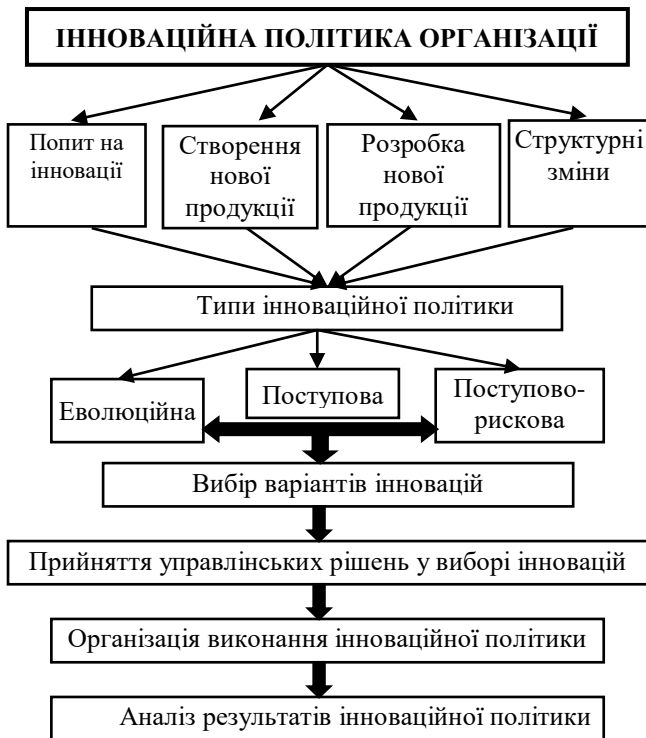 ІННОВАЦІЙНА ПОЛІТИКА ОРГАНІЗАЦІЇ
Попит на
інновації
Створення
нової
продукції
Розробка
нової
продукції
Структурні
зміни
Типи інноваційної політики
Еволюційна
Поступова
Поступово-
рискова
Вибір варіантів інновацій
Прийняття управлінських рішень у виборі інновацій
Організація виконання інноваційної політики
Аналіз результатів інноваційної політики